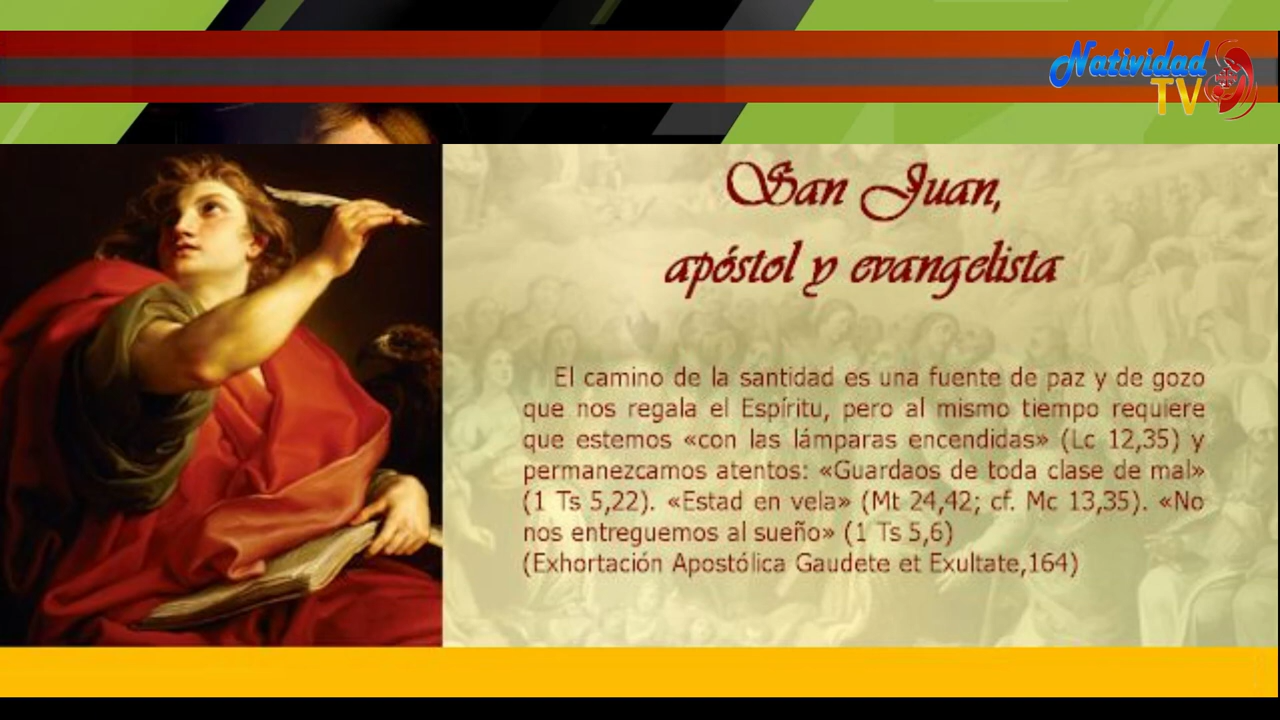 Natividad
TV
San Juan,
apóstol y evangelista
El camino de la santidad es una fuente de paz y de gozo
que nos regala el Espíritu, pero al mismo tiempo requiere
que estemos «con las lámparas encendidas» (Lc 12,35) y
permanezcamos atentos: «Guardaos de toda clase de mal»
(1 Ts 5,22). «Estad en vela» (Mt 24,42; cf. Mc 13,35). «No
nos entreguemos al sueño» (1 Ts 5,6)
(Exhortación Apostólica Gaudete et Exultate,164)